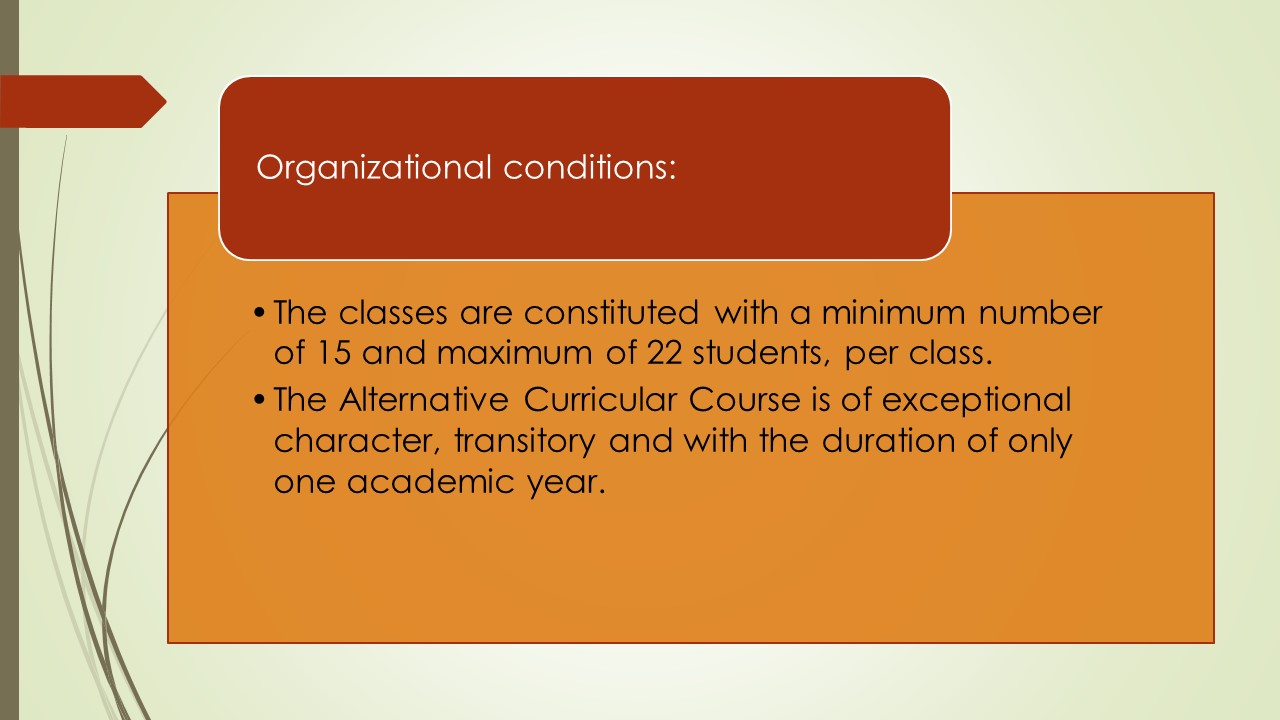 Organizational conditions:
• The classes are constituted with a minimum number
of 15 and maximum of 22 students, per class.
• The Alternative Curricular Course is of exceptional
character, transitory and with the duration of only
one academic year.